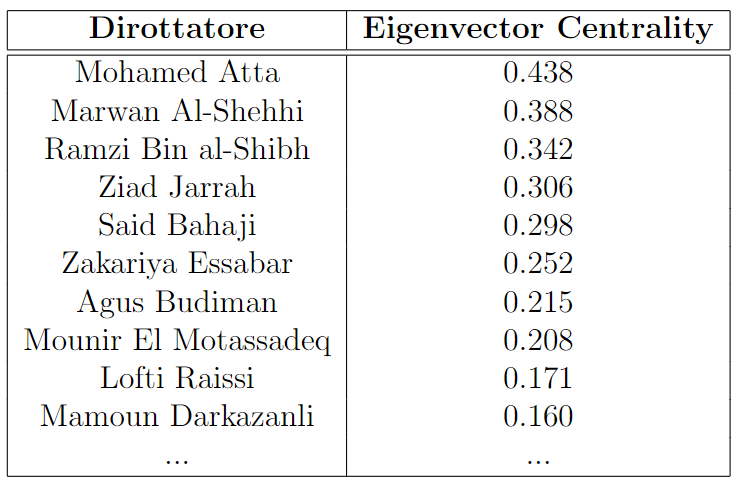 Dirottatore Eigenvector Centrality
Mohamed Atta 0.438
Marwan Al-Shehhi 0.388
Ramzi Bin al-Shibh 0.342
Ziad Jarrah 0.306
Said Bahaji 0.298
Zakariya Essabar 0.252
Agus Budiman 0.215
Mounir El Motassadeq 0.208
Lofti Raissi 0.171
Mamoun Darkazanli 0.160
... ...